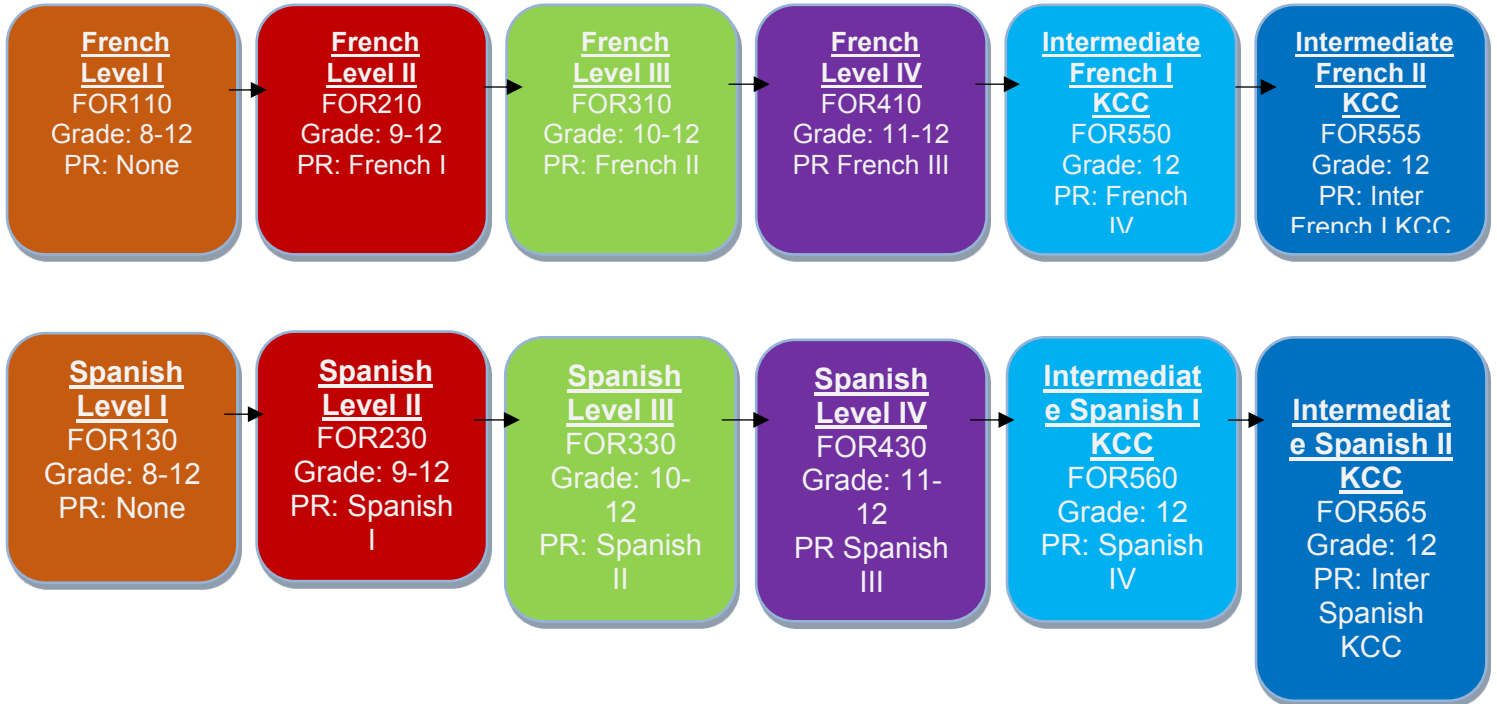 French
Level I
FOR110
Grade: 8-12
PR: None
French
Level II
FOR210
Grade: 9-12
PR: French I
French
Level III
FOR310
Grade: 10-12
PR: French II
French
Level IV
FOR410
Grade: 11-12
PR French III
Intermediate
French I
KCC
FOR550
Grade: 12
PR: French
IV
Intermediate
French II
KCC
FOR555
Grade: 12
PR: Inter
French I KCC
Spanish
Level I
FOR130
Grade: 8-12
PR: None
Spanish
Level II
FOR230
Grade: 9-12
PR: Spanish
I
Spanish
Level III
FOR330
Grade: 10-
12
PR: Spanish
II
Spanish
Level IV
FOR430
Grade: 11-
12
PR Spanish
III
Intermediat
e Spanish I
KCC
FOR560
Grade: 12
PR: Spanish
IV
Intermediat
e Spanish II
KCC
FOR565
Grade: 12
PR: Inter
Spanish
KCC